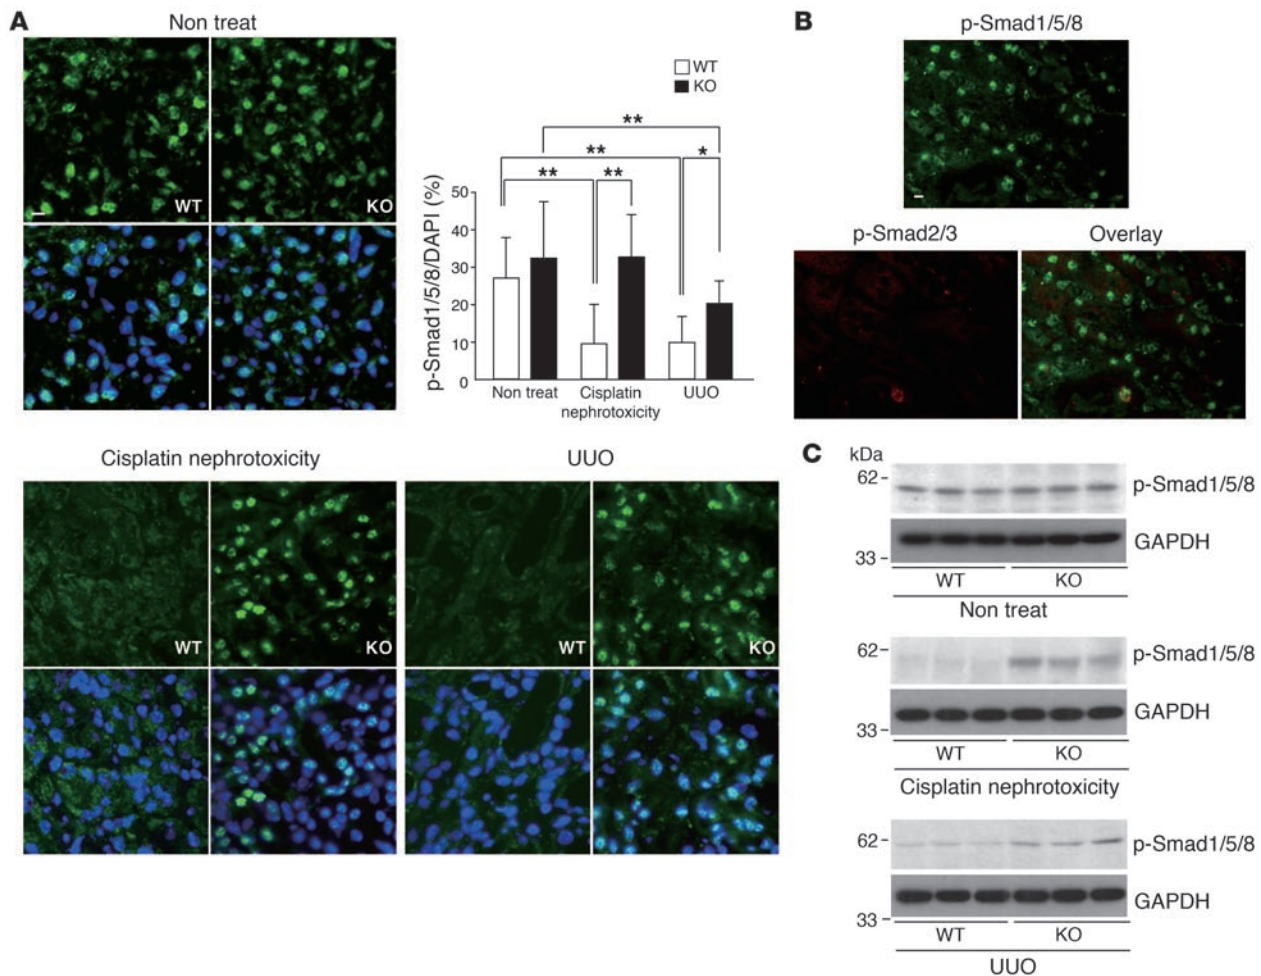 A
Non treat
WT
KO
WT
KO
**
**
*
**
**
p-Smad1/5/8/DAPI (%)
50
40
30
20
10
0
Non treat
Cisplatin
nephrotoxicity
UUO
Cisplatin nephrotoxicity
UUO
WT
KO
WT
KO
B
p-Smad1/5/8
p-Smad2/3
Overlay
C
kDa
62
p-Smad1/5/8
GAPDH
33
WT
KO
Non treat
62
p-Smad1/5/8
GAPDH
33
WT
KO
Cisplatin nephrotoxicity
62
p-Smad1/5/8
GAPDH
33
WT
KO
UUO